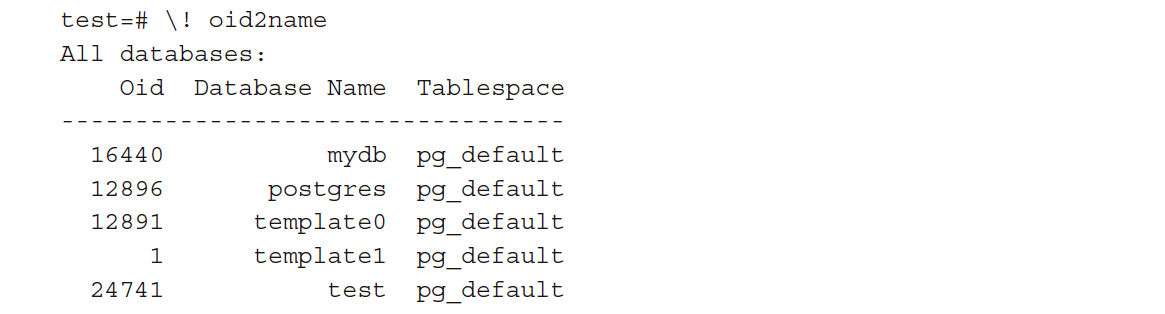 test=# \! oid2name
All databases:
    Oid  Database Name  Tablespace
----------------------------------
  16440           mydb  pg_default
  12896       postgres  pg_default
  12891      template0  pg_default
      1      template1  pg_default
  24741           test  pg_default